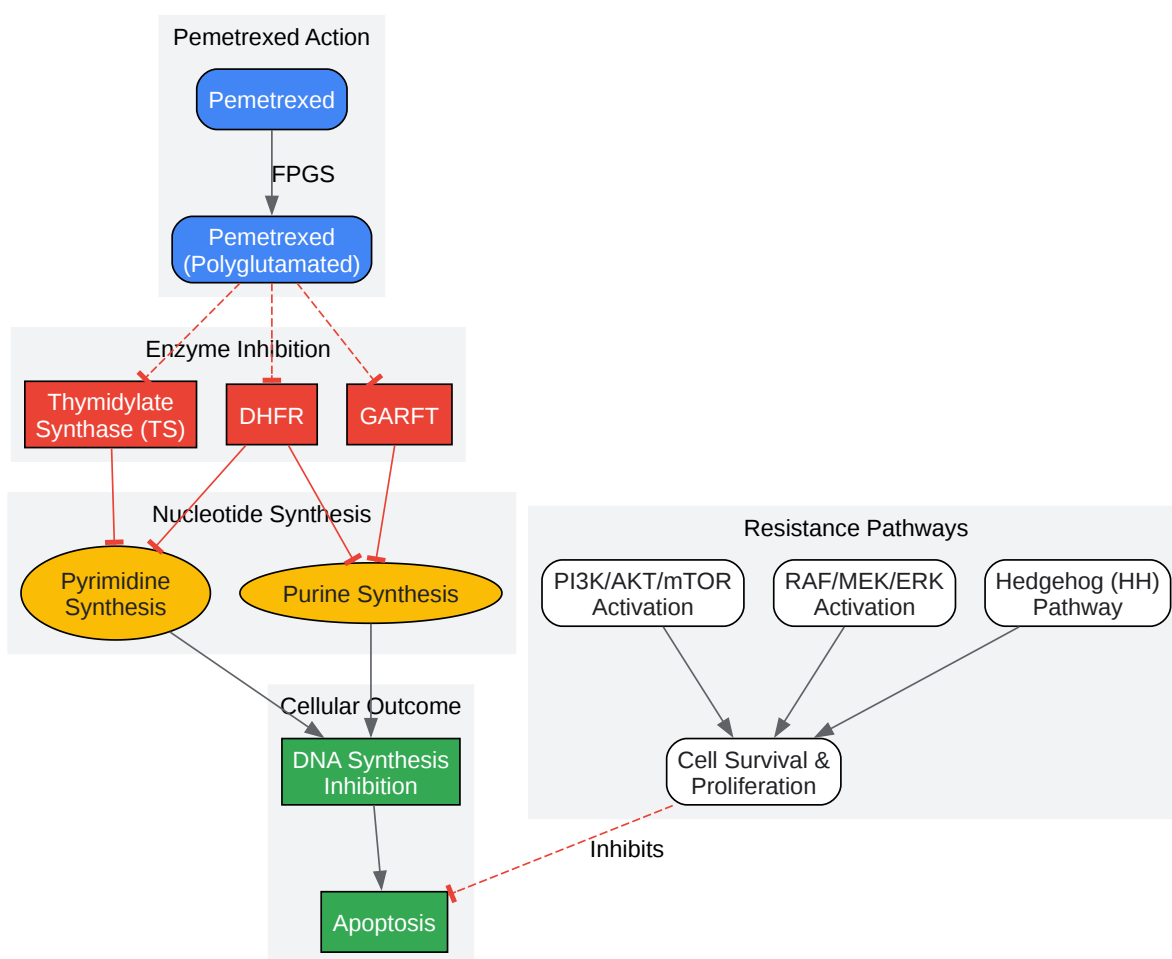 Pemetrexed Action
Pemetrexed
FPGS
Pemetrexed
(Polyglutamated)
Enzyme Inhibition
Thymidylate
Synthase (TS)
DHFR
GARFT
Nucleotide Synthesis
Pyrimidine
Synthesis
Purine Synthesis
Resistance Pathways
PI3K/AKT/mTOR
Activation
RAF/MEK/ERK
Activation
Hedgehog (HH)
Pathway
Cellular Outcome
DNA Synthesis
Inhibition
Cell Survival &
Proliferation
Inhibits
Apoptosis